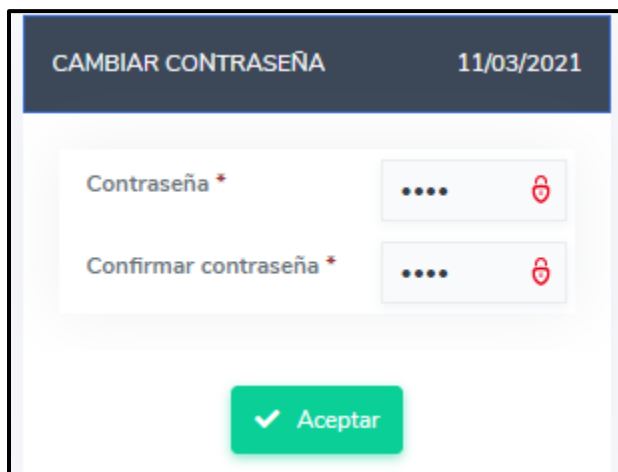 CAMBIAR CONTRASEÑA 11/03/2021
Contraseña * ••••
Confirmar contraseña * ••••
Aceptar